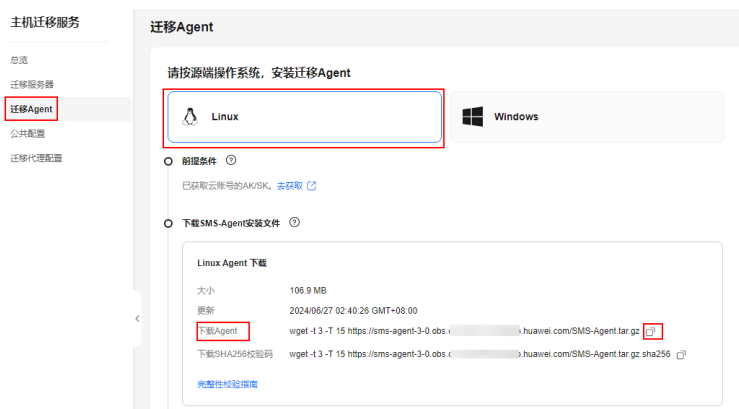 主机迁移服务
总览
迁移服务器
迁移Agent
公共配置
迁移代理配置
迁移Agent
请按源端操作系统，安装迁移Agent
Linux
Windows
前提条件
已获取云账号的AK/SK。去获取
下载SMS-Agent安装文件
Linux Agent 下载
大小 106.9 MB
更新 2024/06/27 02:40:26 GMT+08:00
下载Agent wget -t 3 -T 15 https://sms-agent-3-0.obs. .huawei.com/SMS-Agent.tar.gz
下载SHA256校验码 wget -t 3 -T 15 https://sms-agent-3-0.obs. .huawei.com/SMS-Agent.tar.gz.sha256
完整性校验指南